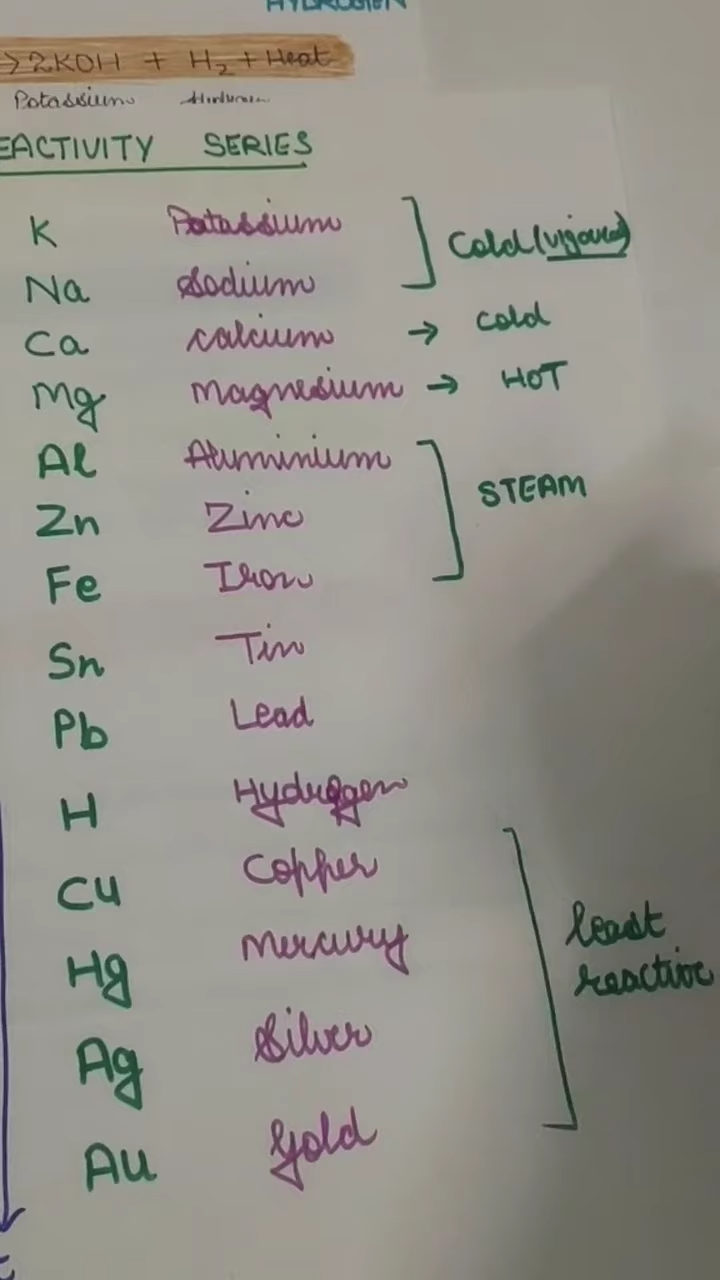 HYDROGEN
→ 2KOH + H₂ + Heat
Potassium
EACTIVITY SERIES
K Potassium
Cold (vigorous)
Na Sodium
Ca Calcium → Cold
Mg Magnesium → HOT
Al Aluminium
Zn Zinc STEAM
Fe Iron
Sn Tin
Pb Lead
H Hydrogen
Cu Copper
Hg Mercury
least
reactive
Ag Silver
Au Gold